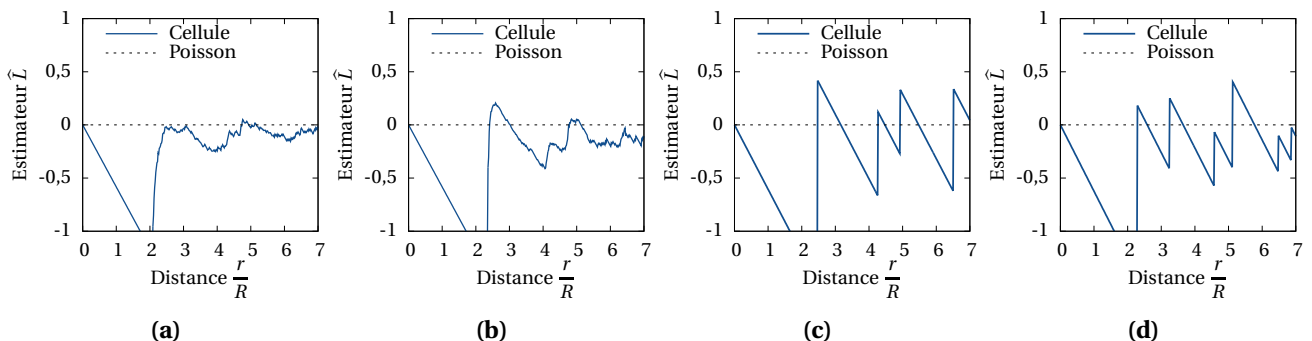 1
0,5
0
-0,5
-1
Estimateur L̂
Cellule
Poisson
0 1 2 3 4 5 6 7
Distance r/R
(a)
1
0,5
0
-0,5
-1
Estimateur L̂
Cellule
Poisson
0 1 2 3 4 5 6 7
Distance r/R
(b)
1
0,5
0
-0,5
-1
Estimateur L̂
Cellule
Poisson
0 1 2 3 4 5 6 7
Distance r/R
(c)
1
0,5
0
-0,5
-1
Estimateur L̂
Cellule
Poisson
0 1 2 3 4 5 6 7
Distance r/R
(d)